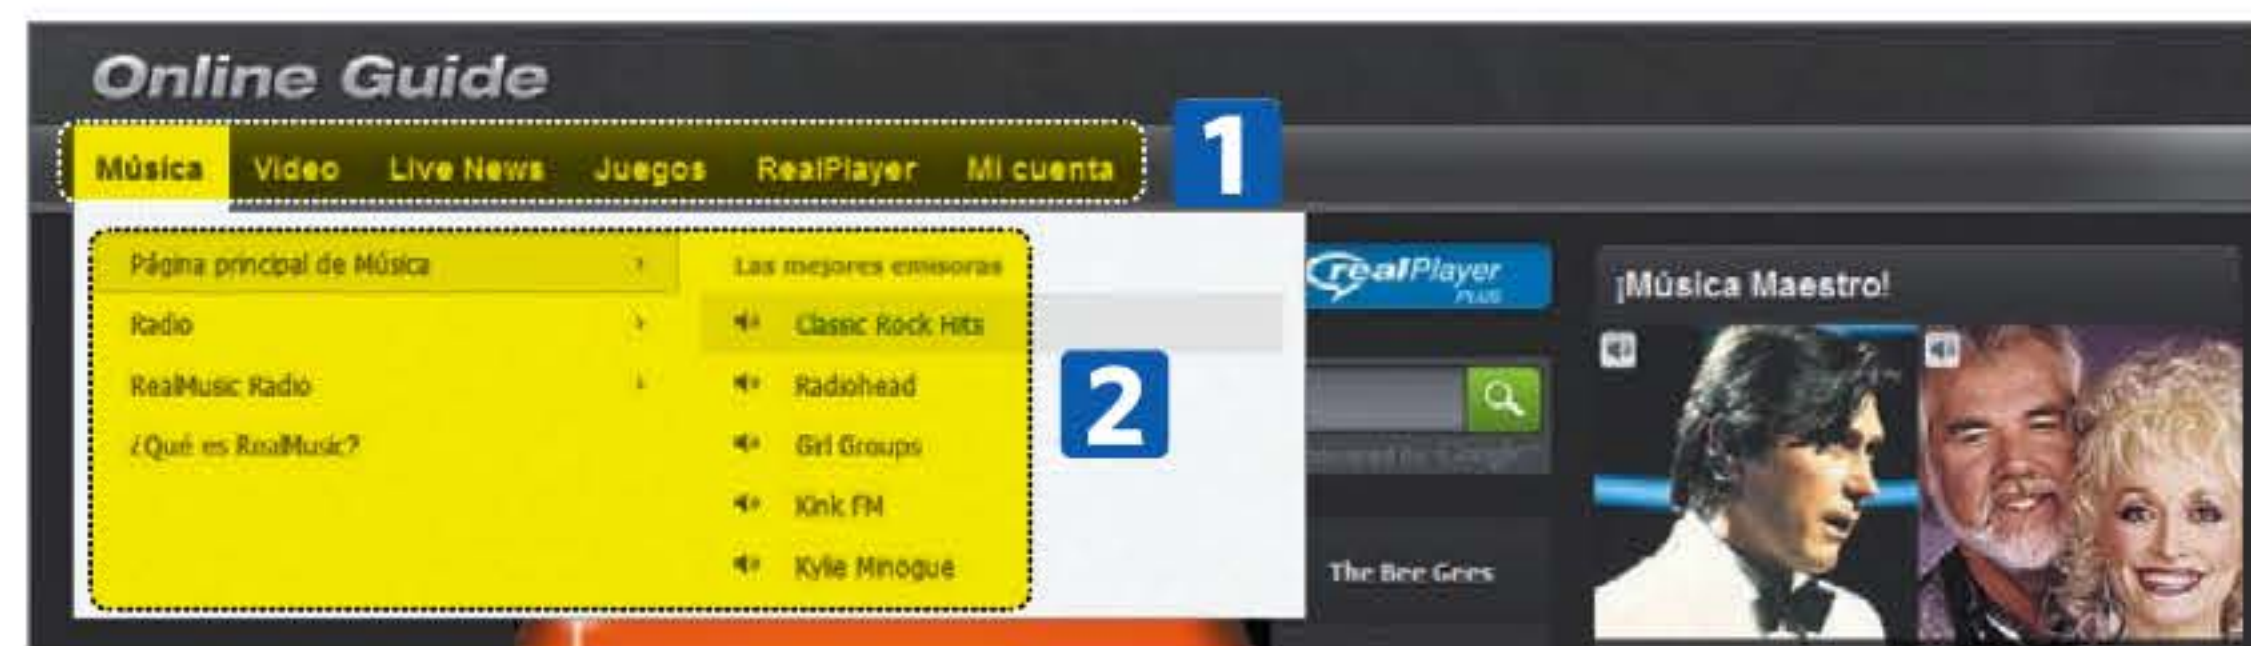 Online Guide
1
Música Video Live News Juegos RealPlayer Mi cuenta
Página principal de Música
Radio
RealMusic Radio
¿Qué es RealMusic?
Las mejores emisoras
Classic Rock Hits
Radiohead
Girl Groups
Kink FM
Kylie Minogue
2
realPlayer
PLUS
The Bee Gees
¡Música Maestro!